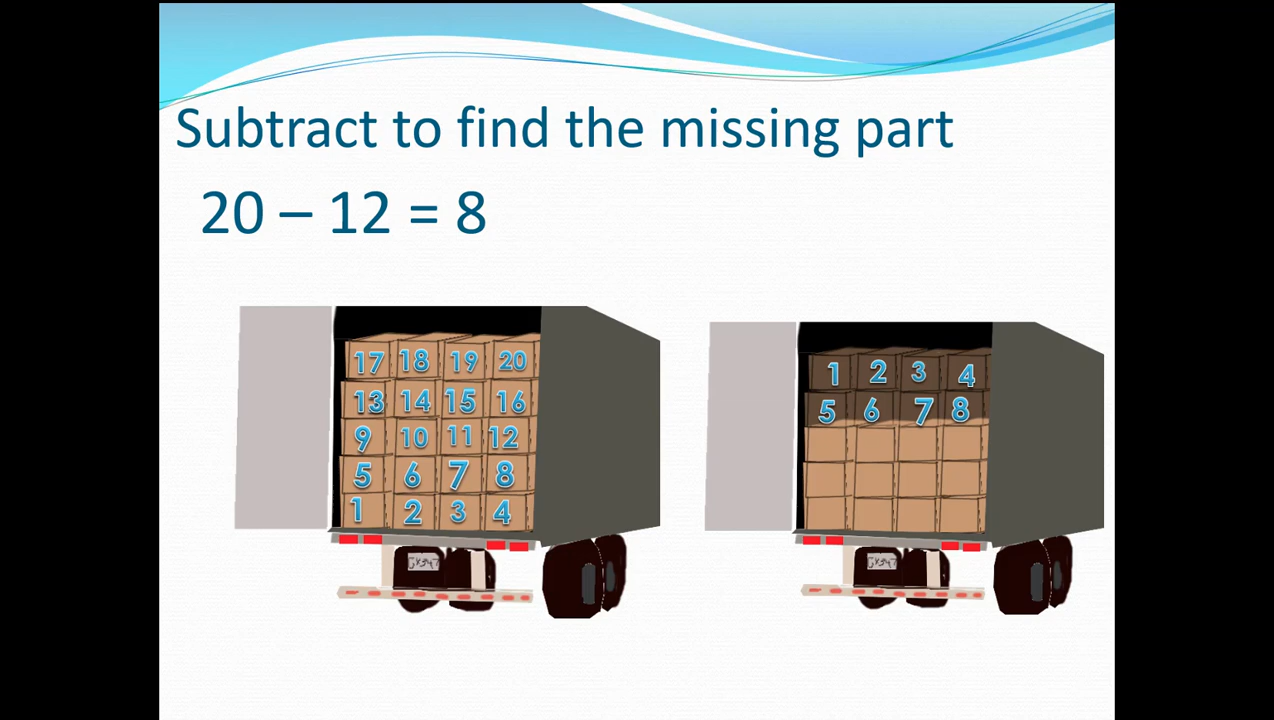 Subtract to find the missing part
20 – 12 = 8
17 18 19 20
13 14 15 16
9 10 11 12
5 6 7 8
1 2 3 4
1 2 3 4
5 6 7 8